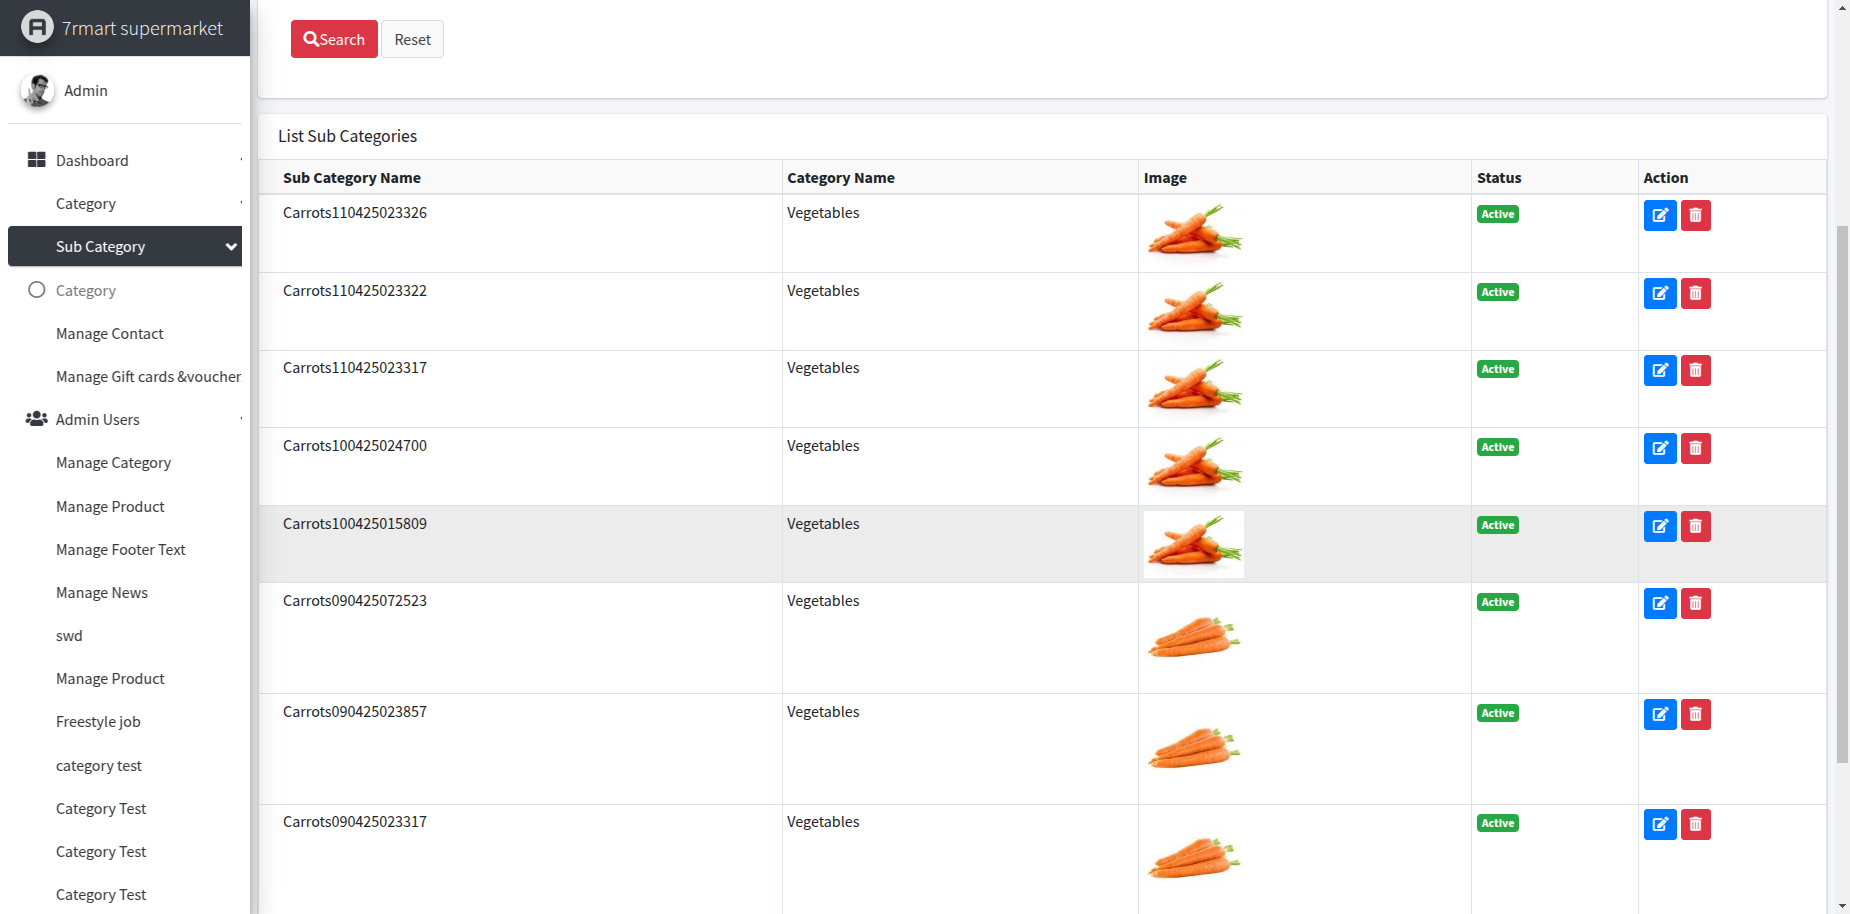 7rmart supermarket
Admin
Dashboard
Category
Sub Category
Category
Manage Contact
Manage Gift cards &voucher
Admin Users
Manage Category
Manage Product
Manage Footer Text
Manage News
swd
Manage Product
Freestyle job
category test
Category Test
Category Test
Category Test
Search Reset
List Sub Categories
Sub Category Name Category Name Image Status Action
Carrots110425023326 Vegetables Active
Carrots110425023322 Vegetables Active
Carrots110425023317 Vegetables Active
Carrots100425024700 Vegetables Active
Carrots100425015809 Vegetables Active
Carrots090425072523 Vegetables Active
Carrots090425023857 Vegetables Active
Carrots090425023317 Vegetables Active